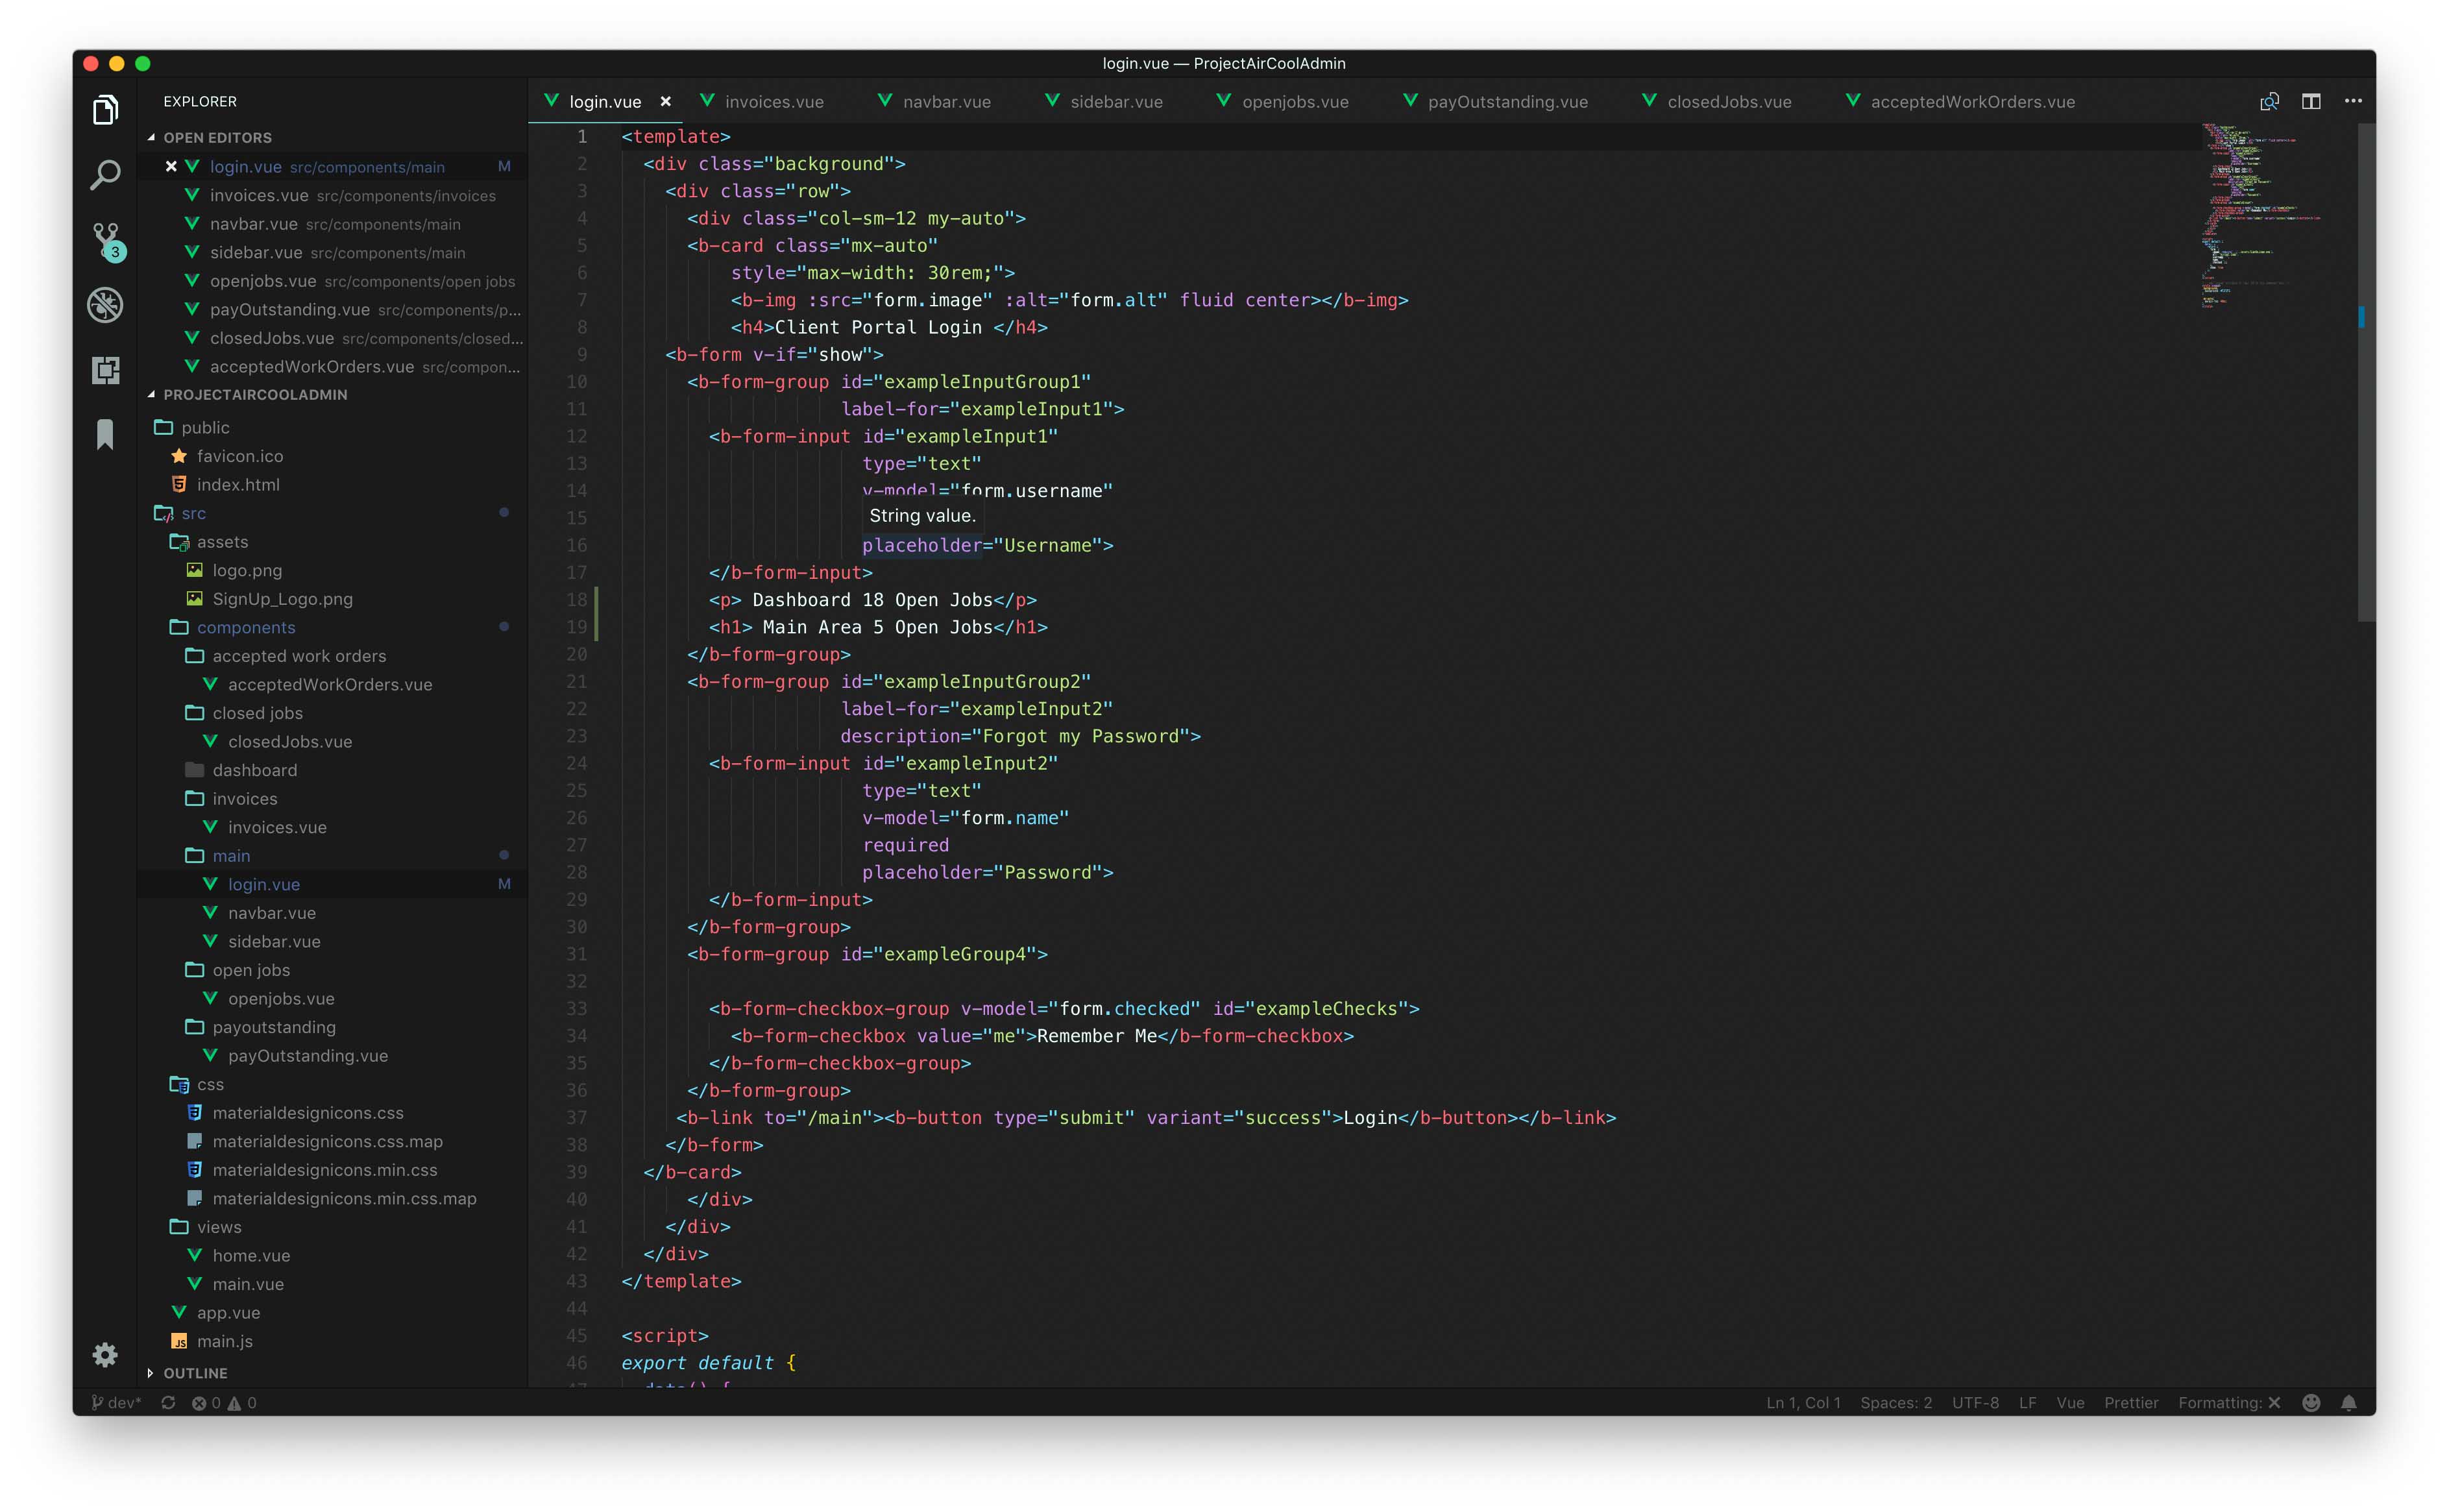 login.vue — ProjectAirCoolAdmin
EXPLORER
OPEN EDITORS
login.vue src/components/main M
invoices.vue src/components/invoices
navbar.vue src/components/main
sidebar.vue src/components/main
openjobs.vue src/components/open jobs
payOutstanding.vue src/components/p...
closedJobs.vue src/components/closed...
acceptedWorkOrders.vue src/compon...
3
PROJECTAIRCOOLADMIN
public
favicon.ico
index.html
src
assets
logo.png
SignUp_Logo.png
components
accepted work orders
acceptedWorkOrders.vue
closed jobs
closedJobs.vue
dashboard
invoices
invoices.vue
main
login.vue M
navbar.vue
sidebar.vue
open jobs
openjobs.vue
payoutstanding
payOutstanding.vue
css
materialdesignicons.css
materialdesignicons.css.map
materialdesignicons.min.css
materialdesignicons.min.css.map
views
home.vue
main.vue
app.vue
JS main.js
OUTLINE
login.vue invoices.vue navbar.vue sidebar.vue openjobs.vue payOutstanding.vue closedJobs.vue acceptedWorkOrders.vue
1 <template>
2 <div class="background">
3 <div class="row">
4 <div class="col-sm-12 my-auto">
5 <b-card class="mx-auto"
6 style="max-width: 30rem;">
7 <b-img :src="form.image" :alt="form.alt" fluid center></b-img>
8 <h4>Client Portal Login </h4>
9 <b-form v-if="show">
10 <b-form-group id="exampleInputGroup1"
11 label-for="exampleInput1">
12 <b-form-input id="exampleInput1"
13 type="text"
14 v-model="form.username"
15 String value.
16 placeholder="Username">
17 </b-form-input>
18 <p> Dashboard 18 Open Jobs</p>
19 <h1> Main Area 5 Open Jobs</h1>
20 </b-form-group>
21 <b-form-group id="exampleInputGroup2"
22 label-for="exampleInput2"
23 description="Forgot my Password">
24 <b-form-input id="exampleInput2"
25 type="text"
26 v-model="form.name"
27 required
28 placeholder="Password">
29 </b-form-input>
30 </b-form-group>
31 <b-form-group id="exampleGroup4">
32
33 <b-form-checkbox-group v-model="form.checked" id="exampleChecks">
34 <b-form-checkbox value="me">Remember Me</b-form-checkbox>
35 </b-form-checkbox-group>
36 </b-form-group>
37 <b-link to="/main"><b-button type="submit" variant="success">Login</b-button></b-link>
38 </b-form>
39 </b-card>
40 </div>
41 </div>
42 </div>
43 </template>
44
45 <script>
46 export default {
dev* 0 0 Ln 1, Col 1 Spaces: 2 UTF-8 LF Vue Prettier Formatting: ✕